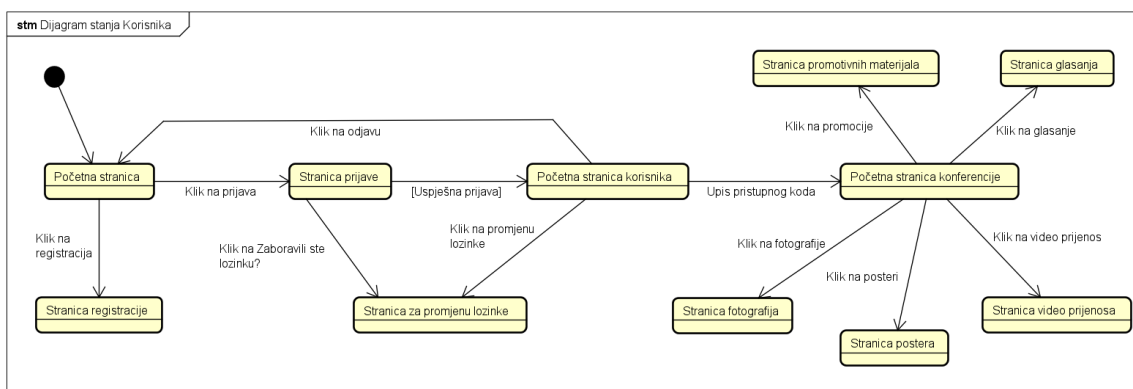 stm Dijagram stanja Korisnika
Stranica promotivnih materijala
Stranica glasanja
Klik na odjavu
Klik na promocije
Klik na glasanje
Početna stranica
Klik na prijava
Stranica prijave
[Uspješna prijava]
Početna stranica korisnika
Upis pristupnog koda
Početna stranica konferencije
Klik na
registracija
Klik na Zaboravili ste
lozinku?
Klik na promjenu
lozinke
Klik na fotografije
Klik na posteri
Klik na video prijenos
Stranica registracije
Stranica za promjenu lozinke
Stranica fotografija
Stranica postera
Stranica video prijenosa